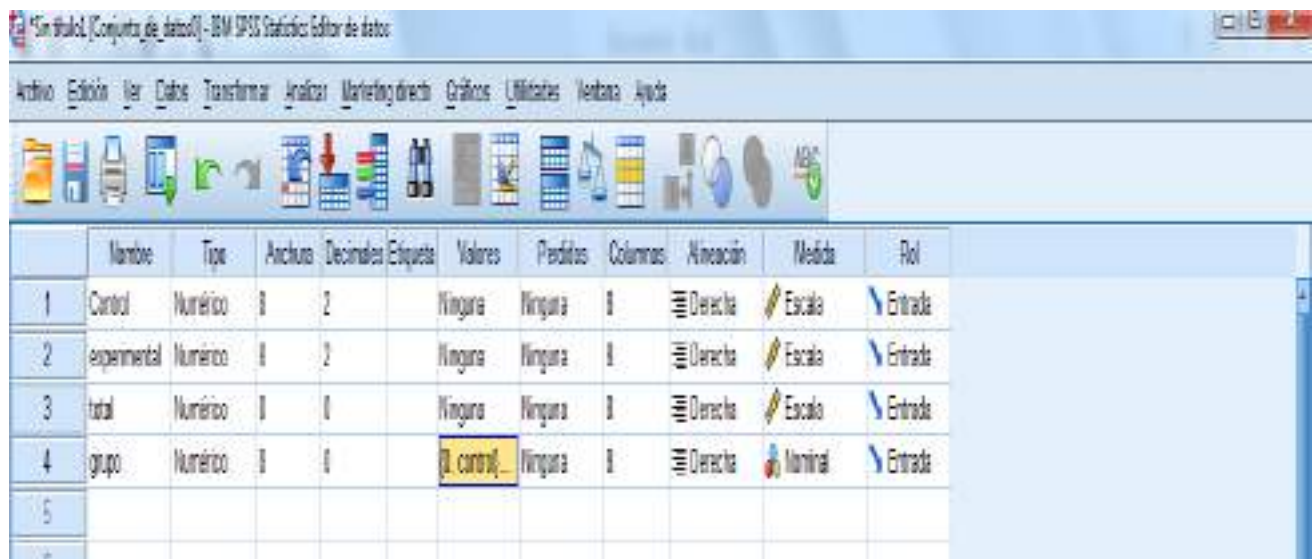 *Sin título1 [Conjunto_de_datos0] - IBM SPSS Statistics Editor de datos
Archivo Edición Ver Datos Transformar Analizar Marketing directo Gráficos Utilidades Ventana Ayuda
Nombre Tipo Anchura Decimales Etiqueta Valores Perdidos Columnas Alineación Medida Rol
1 Control Numérico 8 2 Ninguna Ninguna 8 Derecha Escala Entrada
2 experimental Numérico 8 2 Ninguna Ninguna 8 Derecha Escala Entrada
3 total Numérico 8 0 Ninguna Ninguna 8 Derecha Escala Entrada
4 grupo Numérico 8 0 {0, control}... Ninguna 8 Derecha Nominal Entrada
5